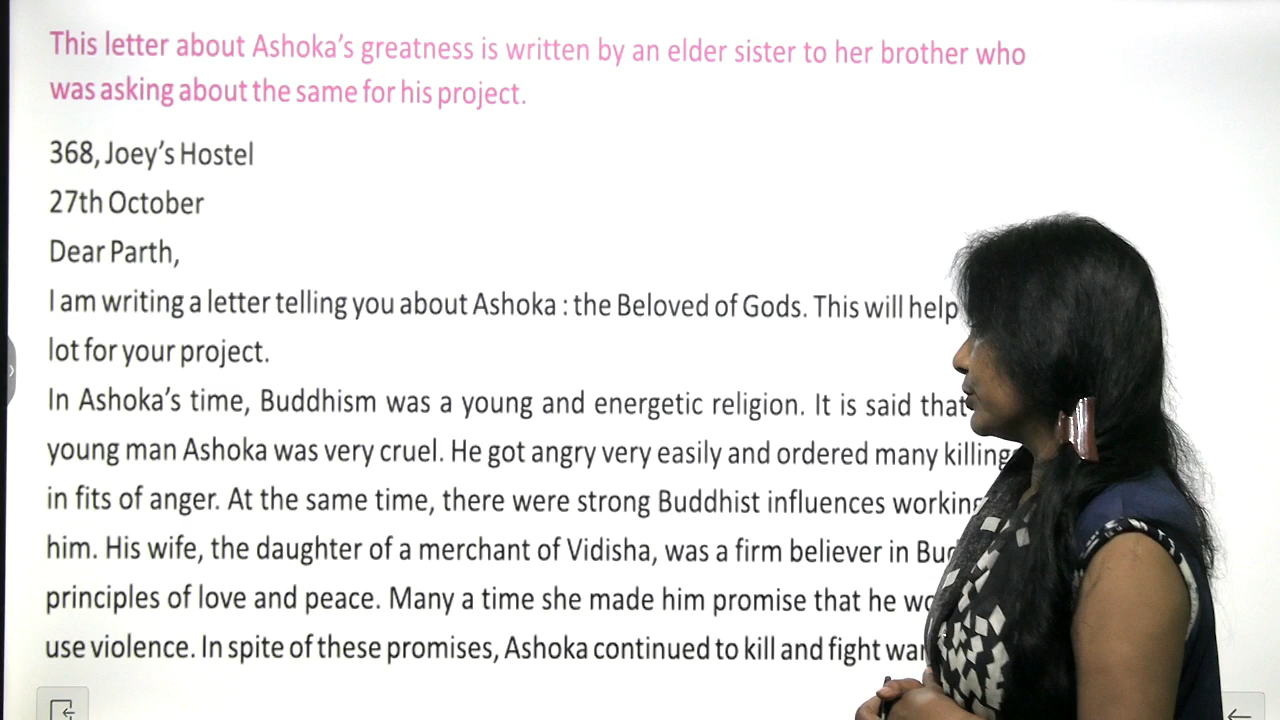 This letter about Ashoka's greatness is written by an elder sister to her brother who
was asking about the same for his project.
368, Joey's Hostel
27th October
Dear Parth,
I am writing a letter telling you about Ashoka : the Beloved of Gods. This will help
lot for your project.
In Ashoka's time, Buddhism was a young and energetic religion. It is said that
young man Ashoka was very cruel. He got angry very easily and ordered many killings
in fits of anger. At the same time, there were strong Buddhist influences working
him. His wife, the daughter of a merchant of Vidisha, was a firm believer in
principles of love and peace. Many a time she made him promise that he
use violence. In spite of these promises, Ashoka continued to kill and fight